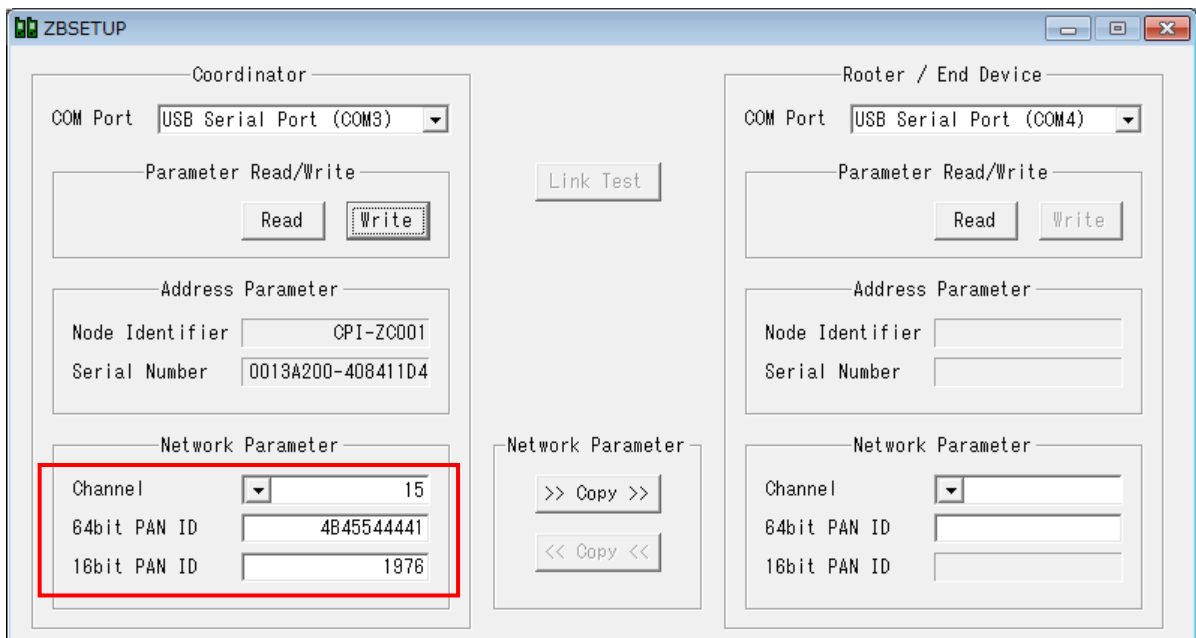 ZBSETUP
Coordinator
COM Port USB Serial Port (COM3)
Parameter Read/Write
Read Write
Address Parameter
Node Identifier CPI-ZC001
Serial Number 0013A200-408411D4
Network Parameter
Channel 15
64bit PAN ID 4B45544441
16bit PAN ID 1976
Link Test
Network Parameter
>> Copy >>
<< Copy <<
Rooter / End Device
COM Port USB Serial Port (COM4)
Parameter Read/Write
Read Write
Address Parameter
Node Identifier
Serial Number
Network Parameter
Channel
64bit PAN ID
16bit PAN ID